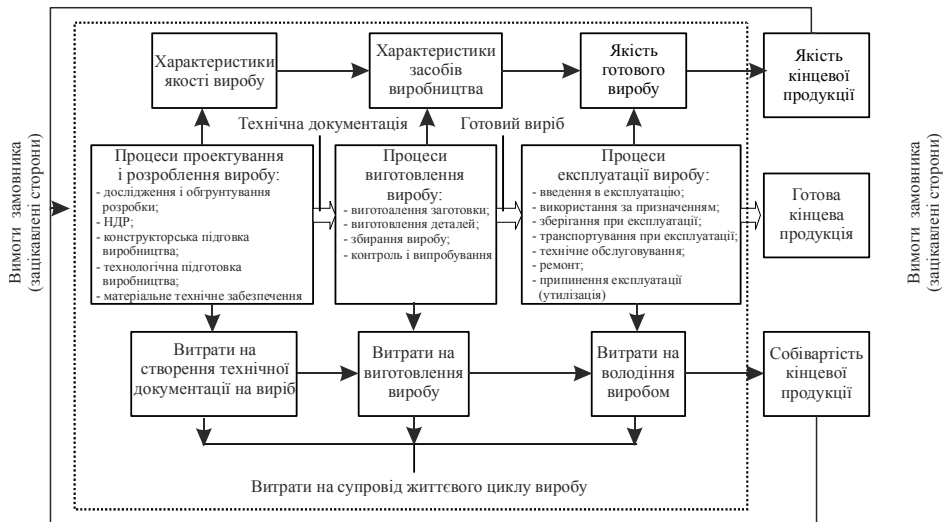 Вимоги замовника
(зацікавлені сторони)
Характеристики
якості виробу
Характеристики
засобів
виробництва
Якість
готового
виробу
Якість
кінцевої
продукції
Технічна документація
Готовий виріб
Процеси проектування
і розроблення виробу:
- дослідження і обгрунтування
розробки;
- НДР;
- конструкторська підговка
виробництва;
- технологічна підготовка
виробництва;
- матеріальне технічне забезпечення
Процеси
виготовлення
виробу:
- виготоалення заготовки;
- виготовлення деталей;
- збирання виробу;
- контроль і випробування
Процеси
експлуатації виробу:
- введення в експлуатацію;
- використання за призначенням;
- зберігання при експлуатації;
- транспортування при експлуатації;
- технічне обслуговування;
- ремонт;
- припинення експлуатації
(утилізація)
Готова
кінцева
продукція
Вимоги замовника
(зацікавлені сторони)
Витрати на
створення технічної
документації на виріб
Витрати на
виготовлення
виробу
Витрати на
володіння
виробом
Собівартість
кінцевої
продукції
Витрати на супровід життєвого циклу виробу